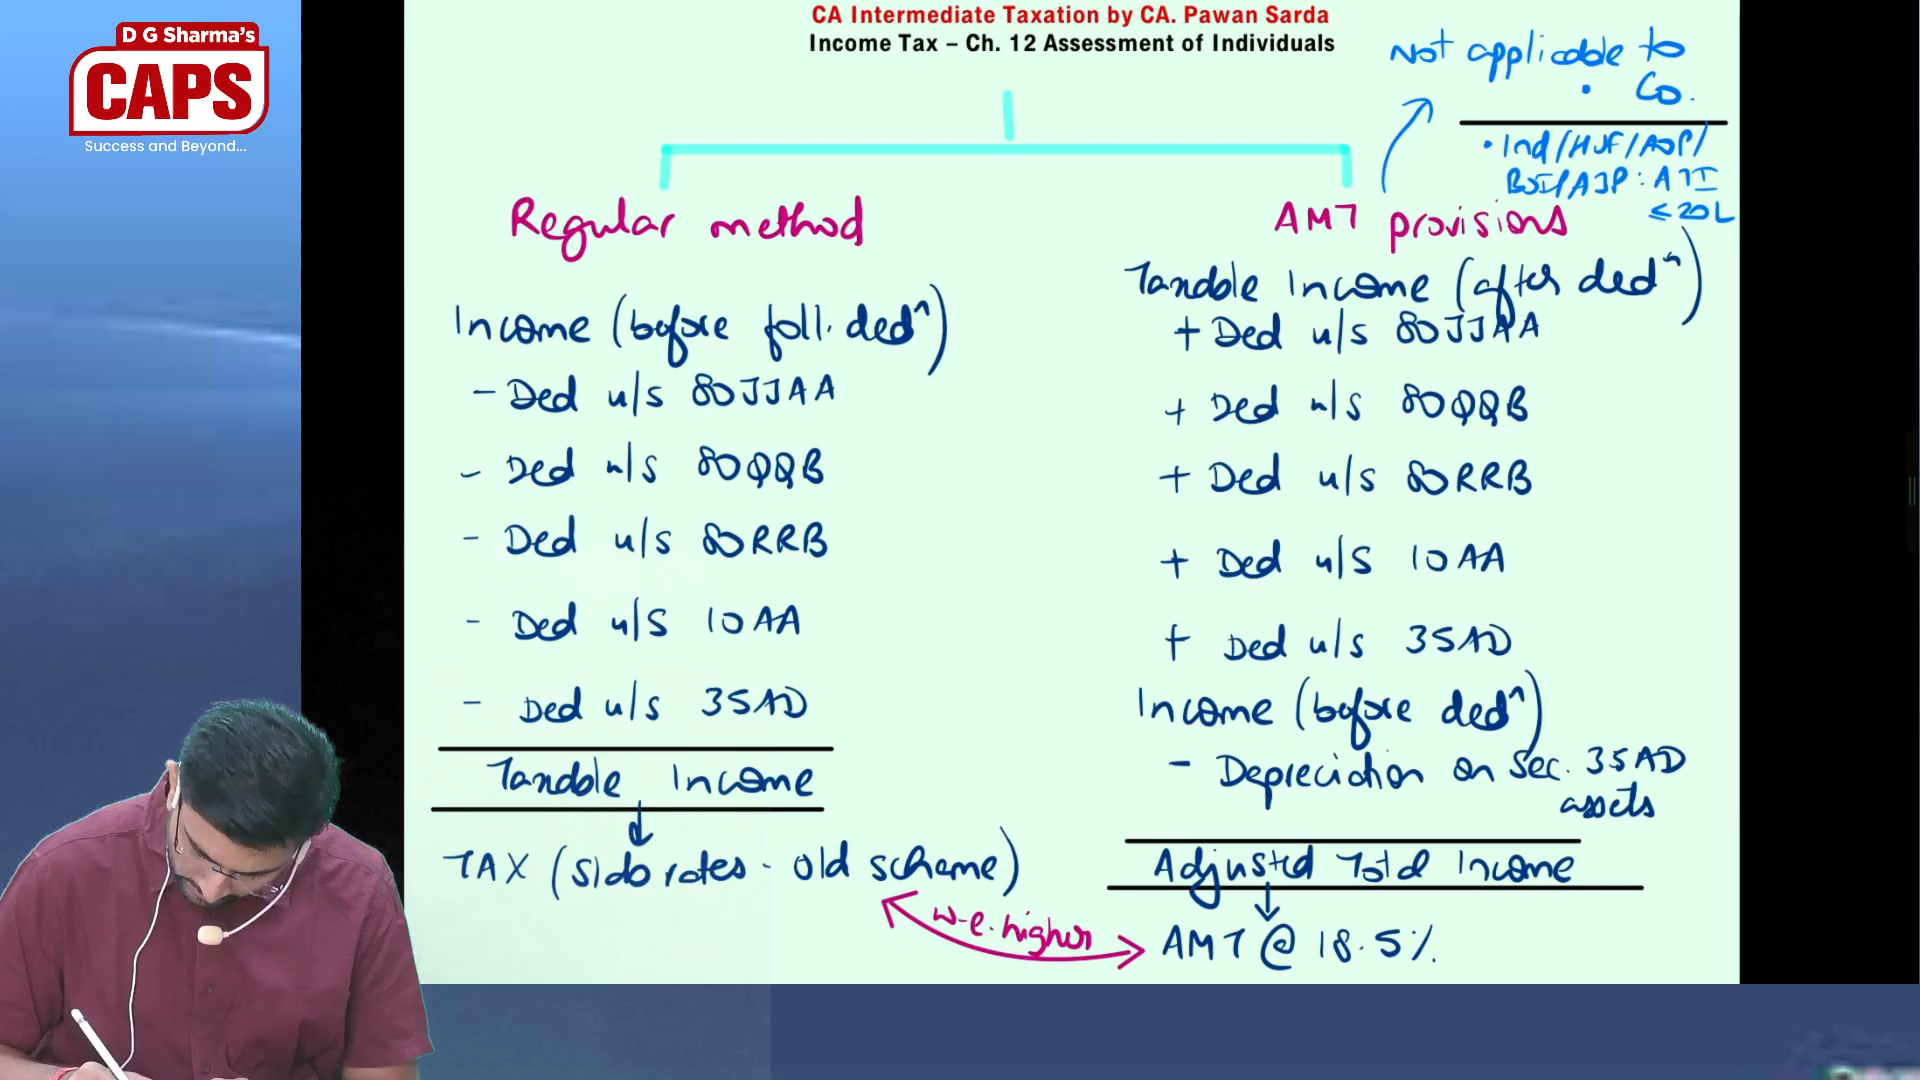 D G Sharma's
CAPS
Success and Beyond...
CA Intermediate Taxation by CA. Pawan Sarda
Income Tax – Ch. 12 Assessment of Individuals
Not applicable to
• Co.
• Ind/HUF/AOP/
BOI/AJP : ATI
≤ 20L
Regular method
Income (before foll. dedⁿ)
- Ded u/s 80JJAA
- Ded u/s 80QQB
- Ded u/s 80RRB
- Ded u/s 10AA
- Ded u/s 35AD
Taxable Income
TAX (Slab rates - old scheme)
w.e. higher
AMT provisions
Taxable Income (after dedⁿ)
+ Ded u/s 80JJAA
+ Ded u/s 80QQB
+ Ded u/s 80RRB
+ Ded u/s 10AA
+ Ded u/s 35AD
Income (before dedⁿ)
- Depreciation on Sec. 35AD
assets
Adjusted Total Income
AMT @ 18.5%